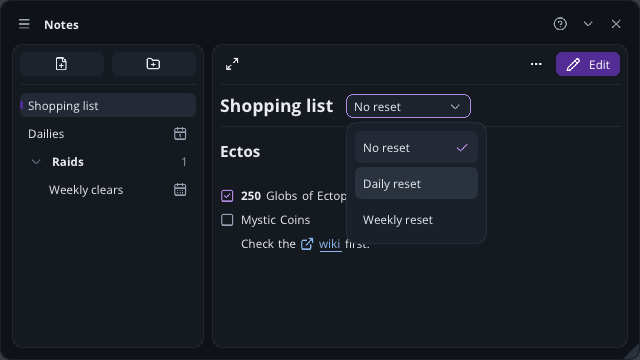 Notes
Edit
Shopping list
Dailies
Raids 1
Weekly clears
Shopping list No reset
No reset
Daily reset
Weekly reset
Ectos
250 Globs of Ectop
Mystic Coins
Check the wiki first.